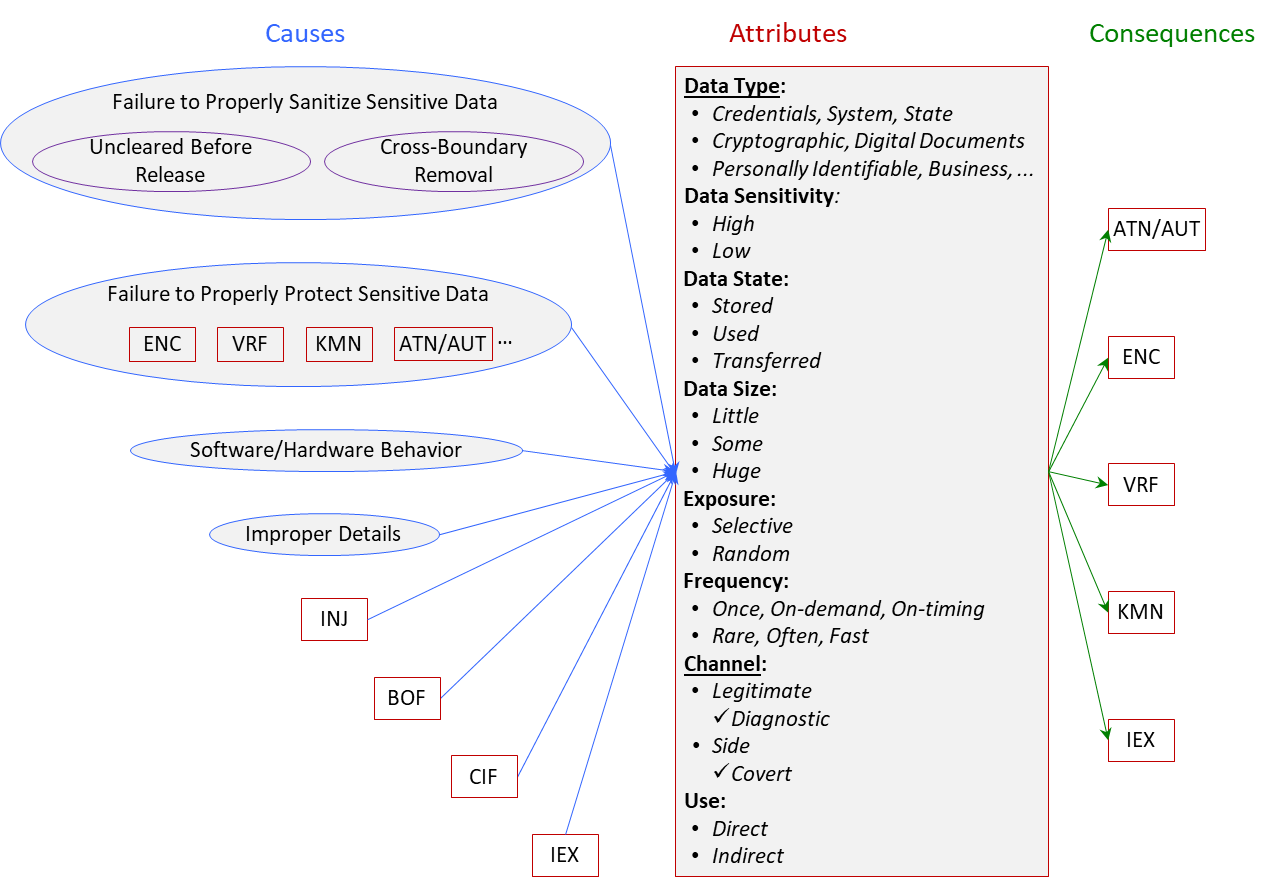 Causes
Failure to Properly Sanitize Sensitive Data
Uncleared Before
Release
Cross-Boundary
Removal
Failure to Properly Protect Sensitive Data
ENC
VRF
KMN
ATN/AUT
...
Software/Hardware Behavior
Improper Details
INJ
BOF
CIF
IEX
Attributes
Data Type:
• Credentials, System, State
• Cryptographic, Digital Documents
• Personally Identifiable, Business, ...
Data Sensitivity:
• High
• Low
Data State:
• Stored
• Used
• Transferred
Data Size:
• Little
• Some
• Huge
Exposure:
• Selective
• Random
Frequency:
• Once, On-demand, On-timing
• Rare, Often, Fast
Channel:
• Legitimate
✓Diagnostic
• Side
✓Covert
Use:
• Direct
• Indirect
Consequences
ATN/AUT
ENC
VRF
KMN
IEX